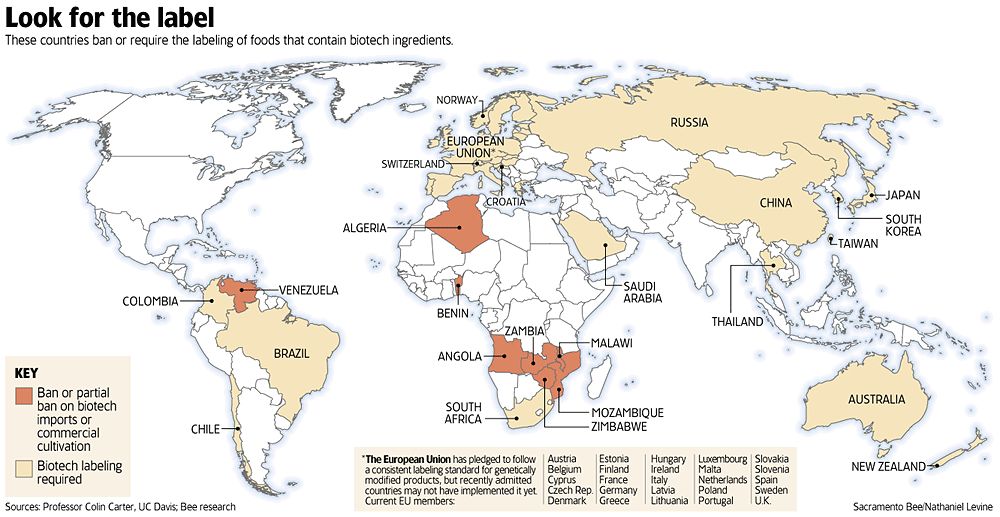 Look for the label
These countries ban or require the labeling of foods that contain biotech ingredients.
NORWAY
RUSSIA
EUROPEAN
UNION*
SWITZERLAND
CROATIA
CHINA
JAPAN
SOUTH
KOREA
TAIWAN
ALGERIA
SAUDI
ARABIA
THAILAND
VENEZUELA
COLOMBIA
BENIN
ZAMBIA
MALAWI
ANGOLA
BRAZIL
AUSTRALIA
SOUTH
AFRICA
MOZAMBIQUE
ZIMBABWE
CHILE
NEW ZEALAND
KEY
Ban or partial
ban on biotech
imports or
commercial
cultivation
Biotech labeling
required
*The European Union has pledged to follow
a consistent labeling standard for genetically
modified products, but recently admitted
countries may not have implemented it yet.
Current EU members:
Austria
Belgium
Cyprus
Czech Rep.
Denmark
Estonia
Finland
France
Germany
Greece
Hungary
Ireland
Italy
Latvia
Lithuania
Luxembourg
Malta
Netherlands
Poland
Portugal
Slovakia
Slovenia
Spain
Sweden
U.K.
Sources: Professor Colin Carter, UC Davis; Bee research
Sacramento Bee/Nathaniel Levine